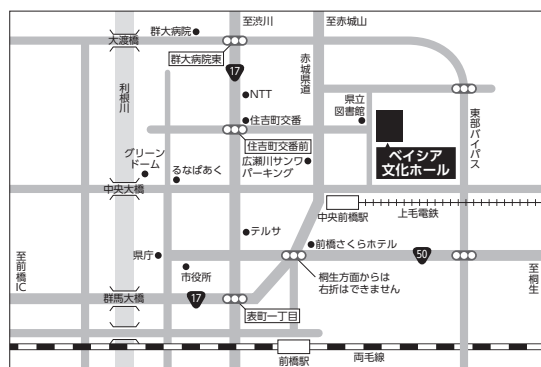 群大病院
至渋川
至赤城山
大渡橋
群大病院東
17
利根川
赤城県道
NTT
県立
図書館
住吉町交番
東部バイパス
住吉町交番前
グリーン
ドーム
るなぱあく
広瀬川サンワ
パーキング
ベイシア
文化ホール
中央大橋
中央前橋駅
上毛電鉄
テルサ
前橋さくらホテル
県庁
50
至前橋IC
市役所
桐生方面からは
右折はできません
至桐生
群馬大橋
17
表町一丁目
前橋駅
両毛線